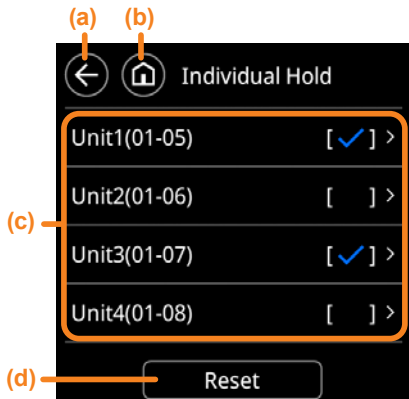 (a) (b)
Individual Hold
Unit1(01-05) [✓] >
Unit2(01-06) [ ] >
(c)
Unit3(01-07) [✓] >
Unit4(01-08) [ ] >
(d) Reset